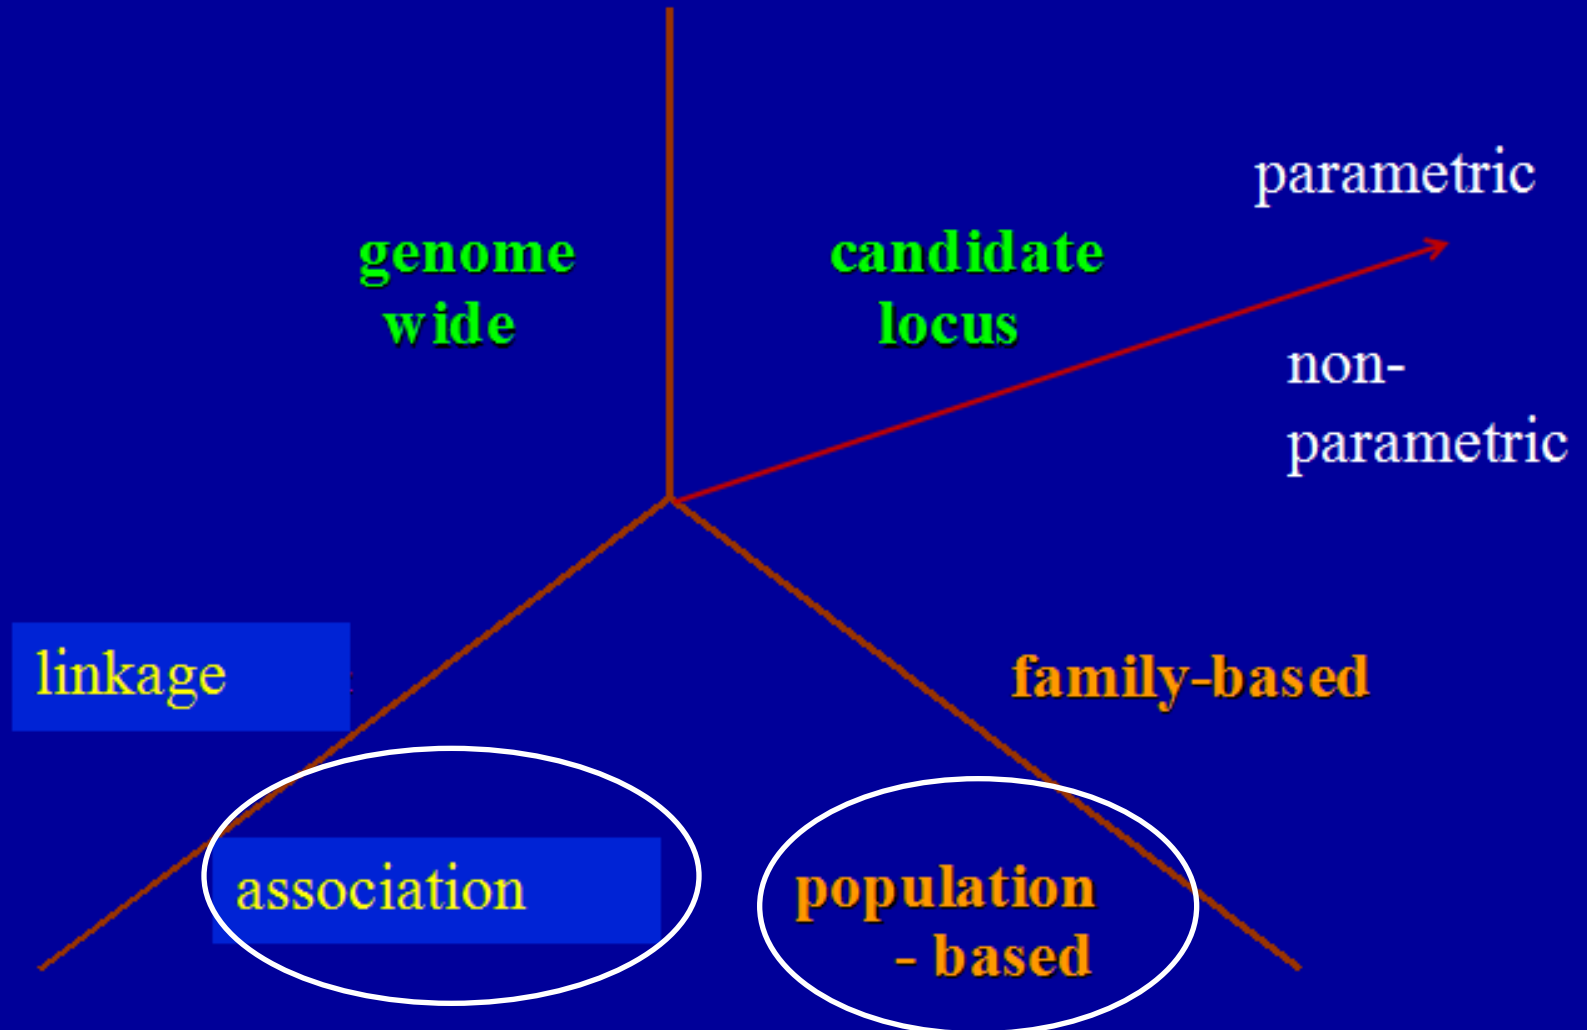 parametric
genome
wide
candidate
locus
non-
parametric
linkage
family-based
association
population
- based